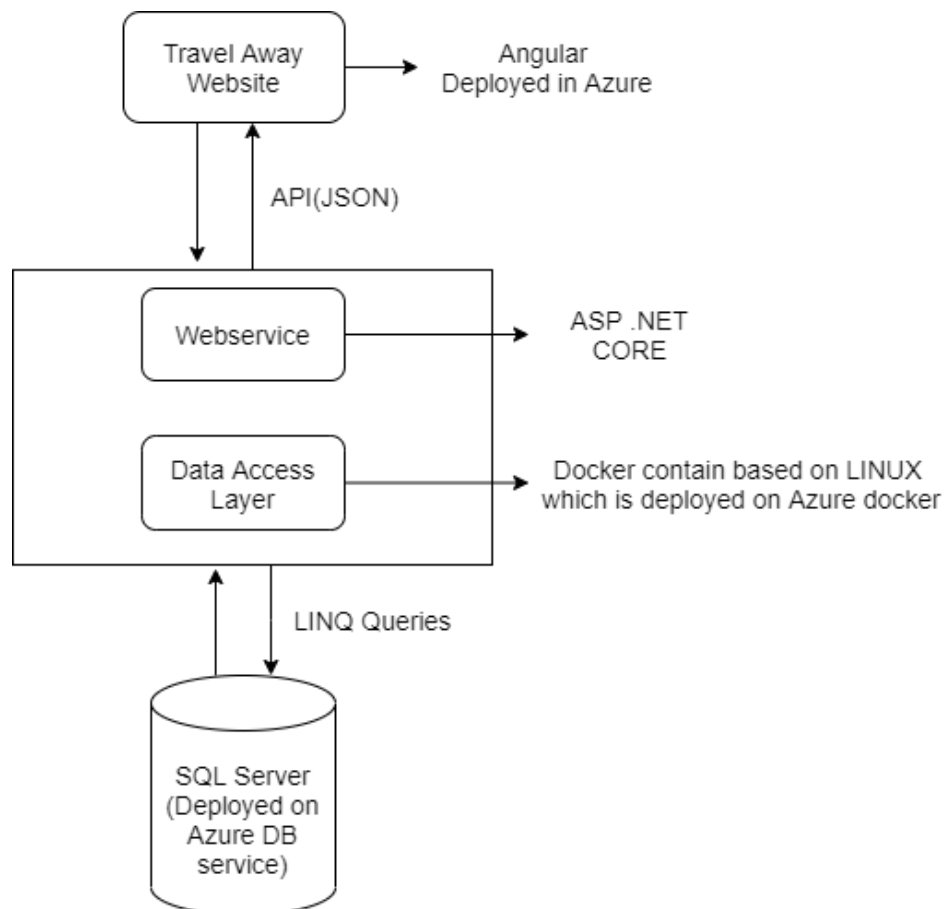 Travel Away
Website
Angular
Deployed in Azure
API(JSON)
Webservice
ASP .NET
CORE
Data Access
Layer
Docker contain based on LINUX
which is deployed on Azure docker
LINQ Queries
SQL Server
(Deployed on
Azure DB
service)